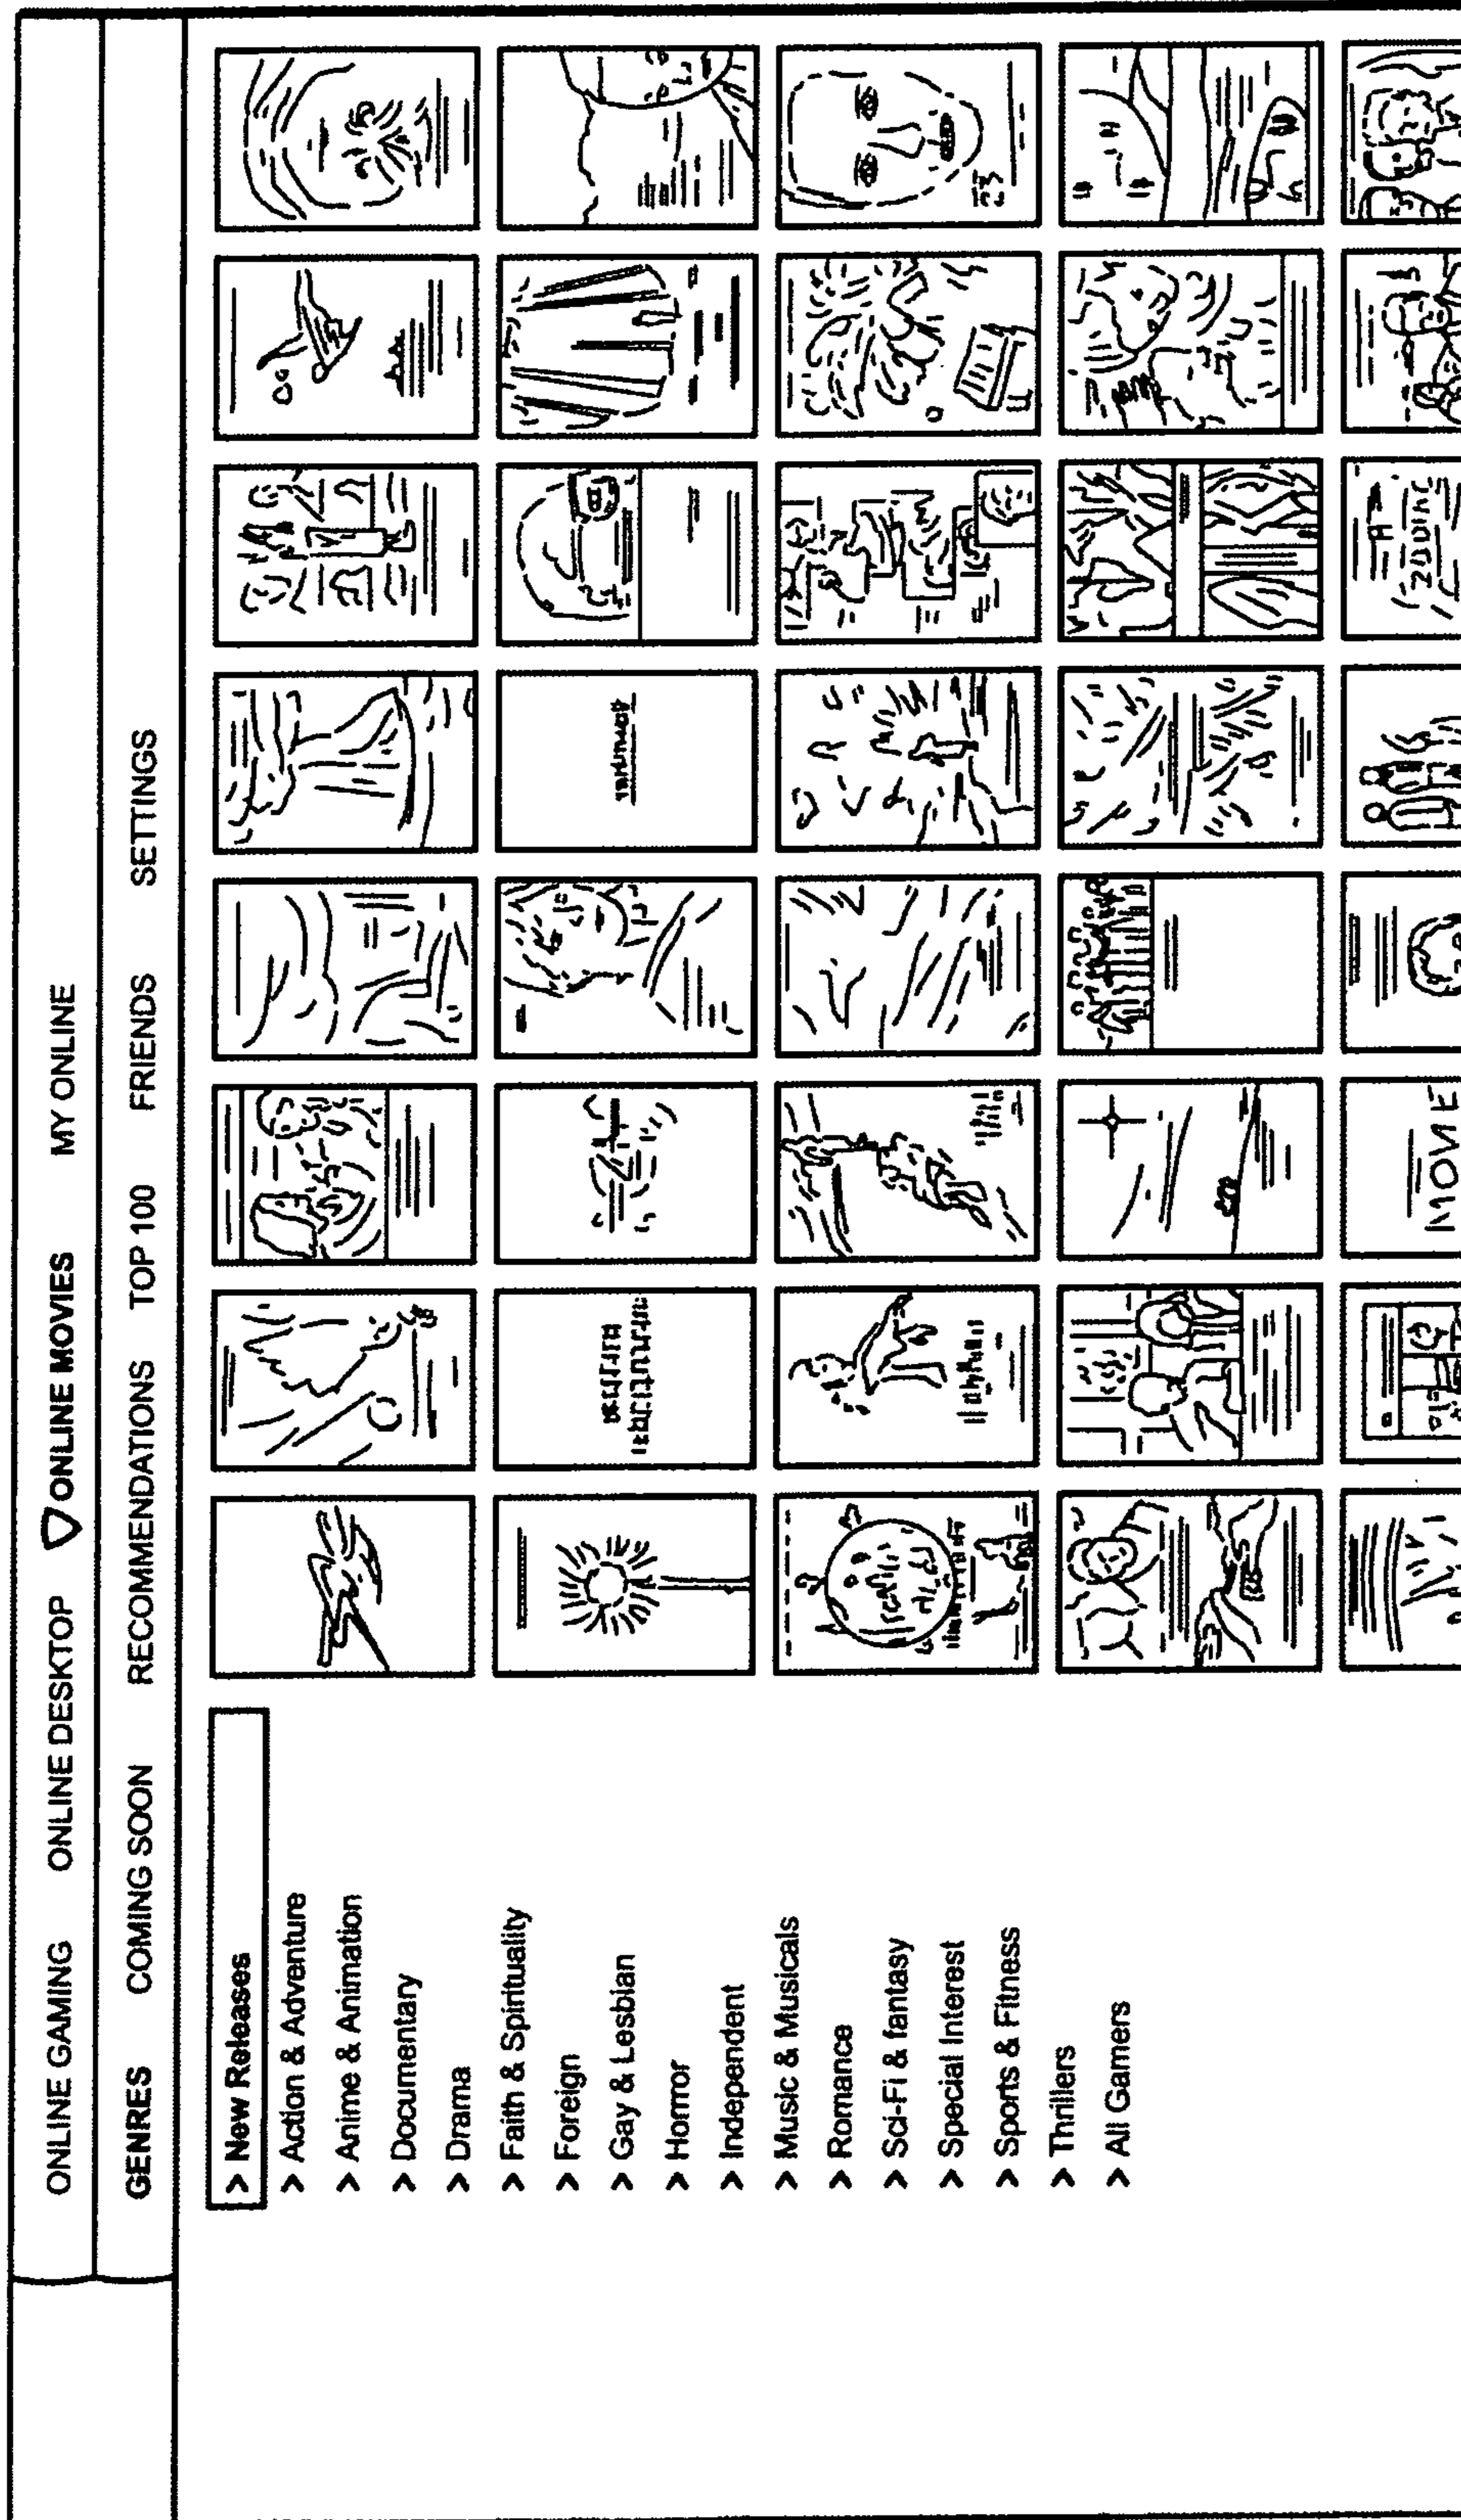 ONLINE GAMING ONLINE DESKTOP ONLINE MOVIES MY ONLINE
GENRES COMING SOON RECOMMENDATIONS TOP 100 FRIENDS SETTINGS
> New Releases
> Action & Adventure
> Anime & Animation
> Documentary
> Drama
> Faith & Spirituality
> Foreign
> Gay & Lesbian
> Horror
> Independent
> Music & Musicals
> Romance
> Sci-Fi & fantasy
> Special Interest
> Sports & Fitness
> Thrillers
> All Gamers
23